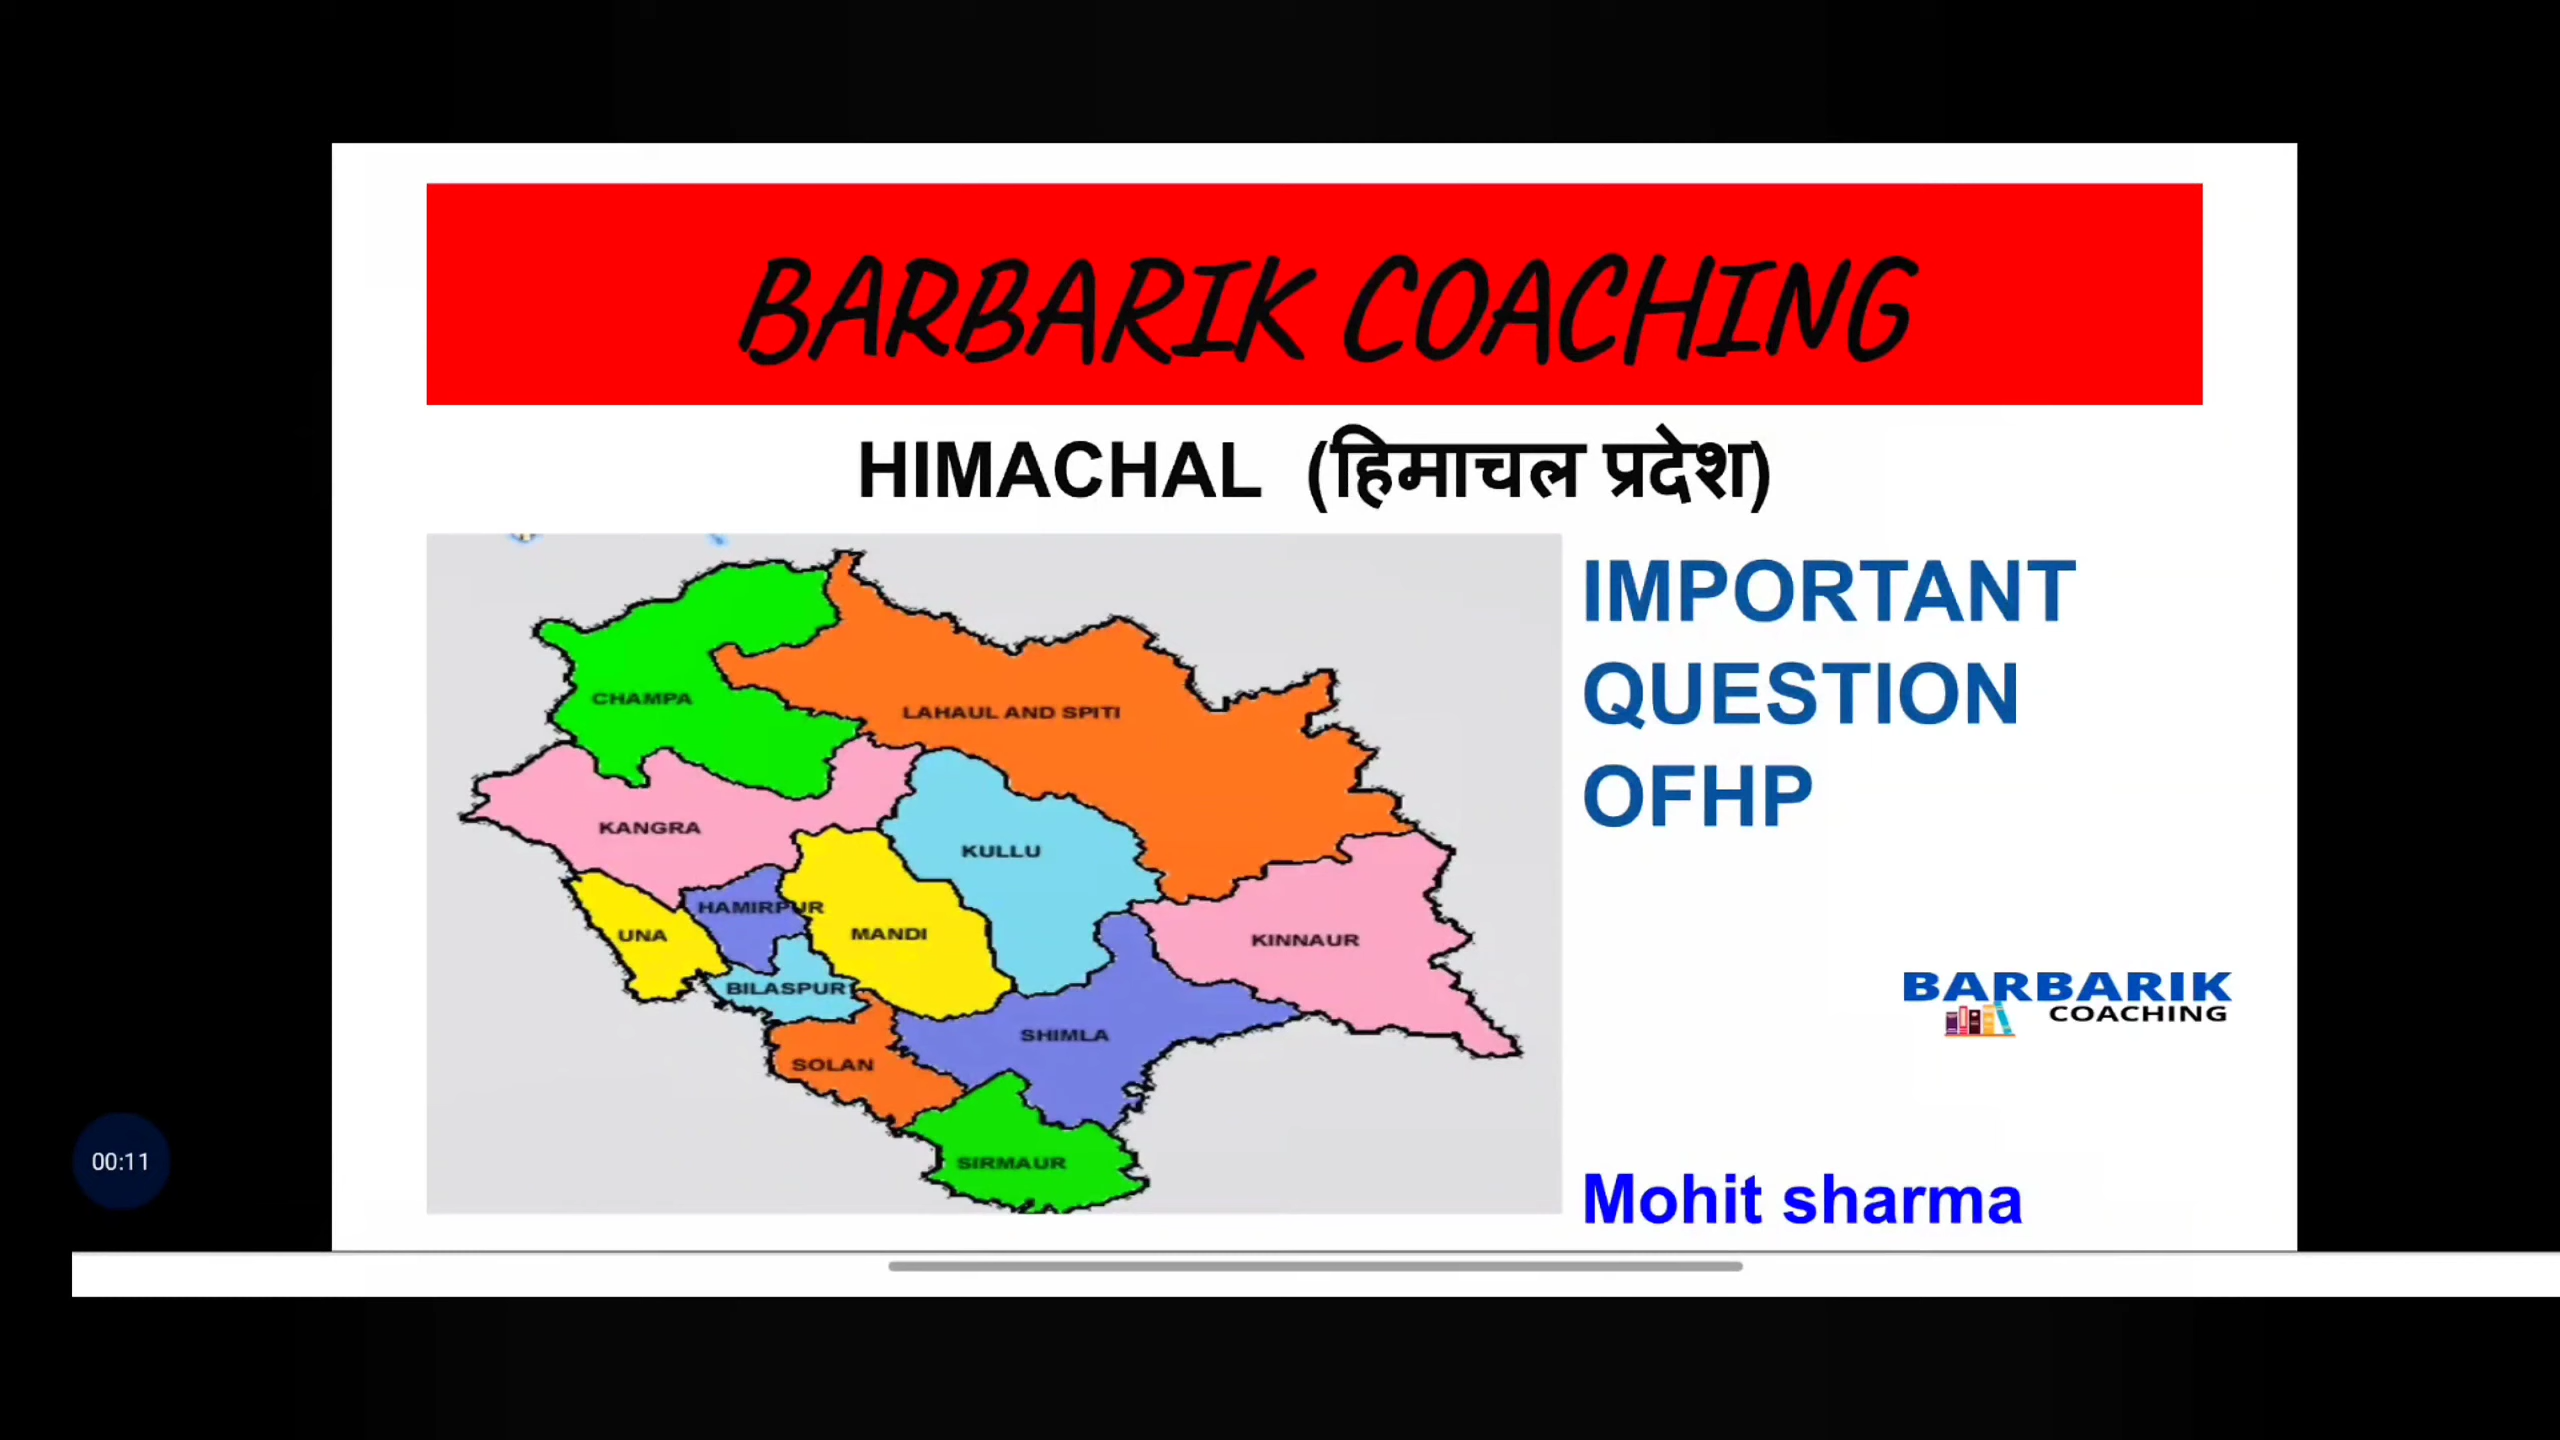 BARBARIK COACHING
HIMACHAL (हिमाचल प्रदेश)
IMPORTANT
QUESTION
OFHP
CHAMPA
LAHAUL AND SPITI
KANGRA
KULLU
HAMIRPUR
UNA
MANDI
KINNAUR
BILASPUR
SHIMLA
SOLAN
SIRMAUR
BARBARIK
COACHING
Mohit sharma
00:11